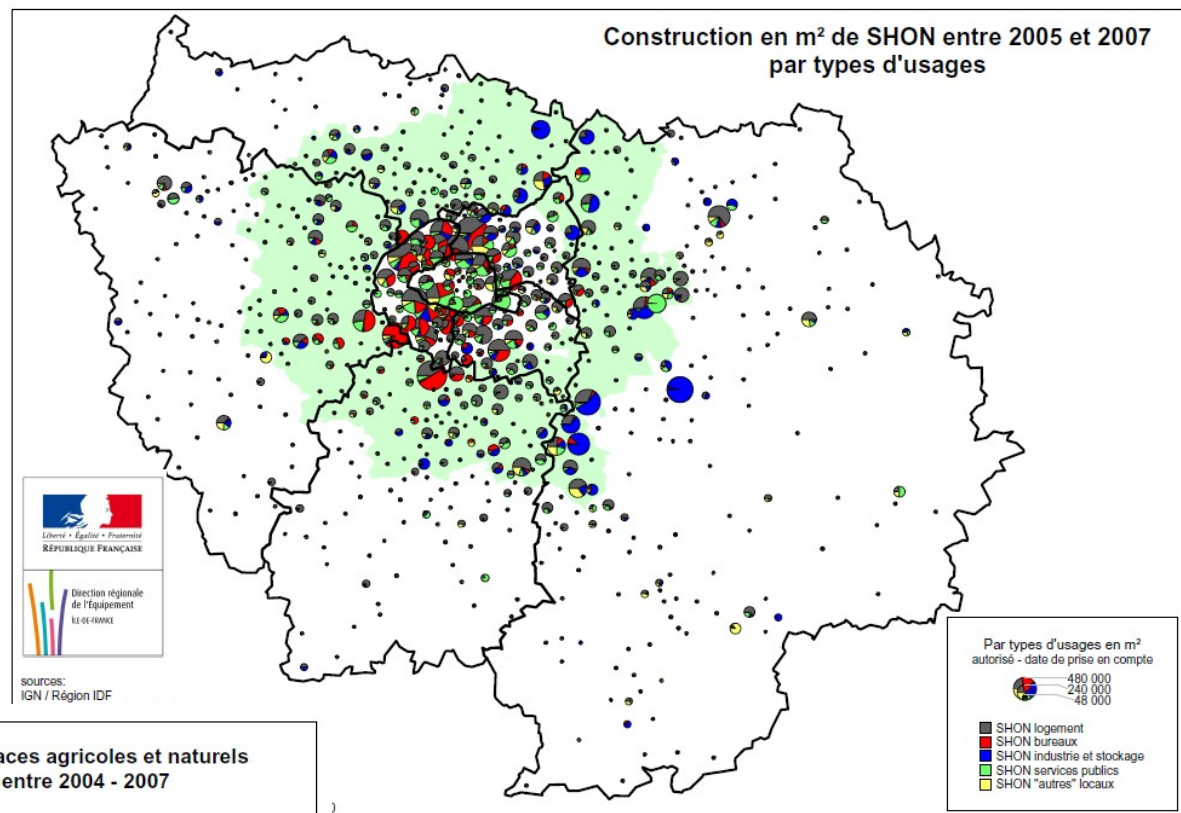 Construction en m² de SHON entre 2005 et 2007
par types d'usages
Liberté • Égalité • Fraternité
RÉPUBLIQUE FRANÇAISE
Direction régionale
de l'Équipement
ÎLE-DE-FRANCE
sources:
IGN / Région IDF
Par types d'usages en m²
autorisé - date de prise en compte
480 000
240 000
48 000
SHON logement
SHON bureaux
SHON industrie et stockage
SHON services publics
SHON "autres" locaux
aces agricoles et naturels
entre 2004 - 2007
)